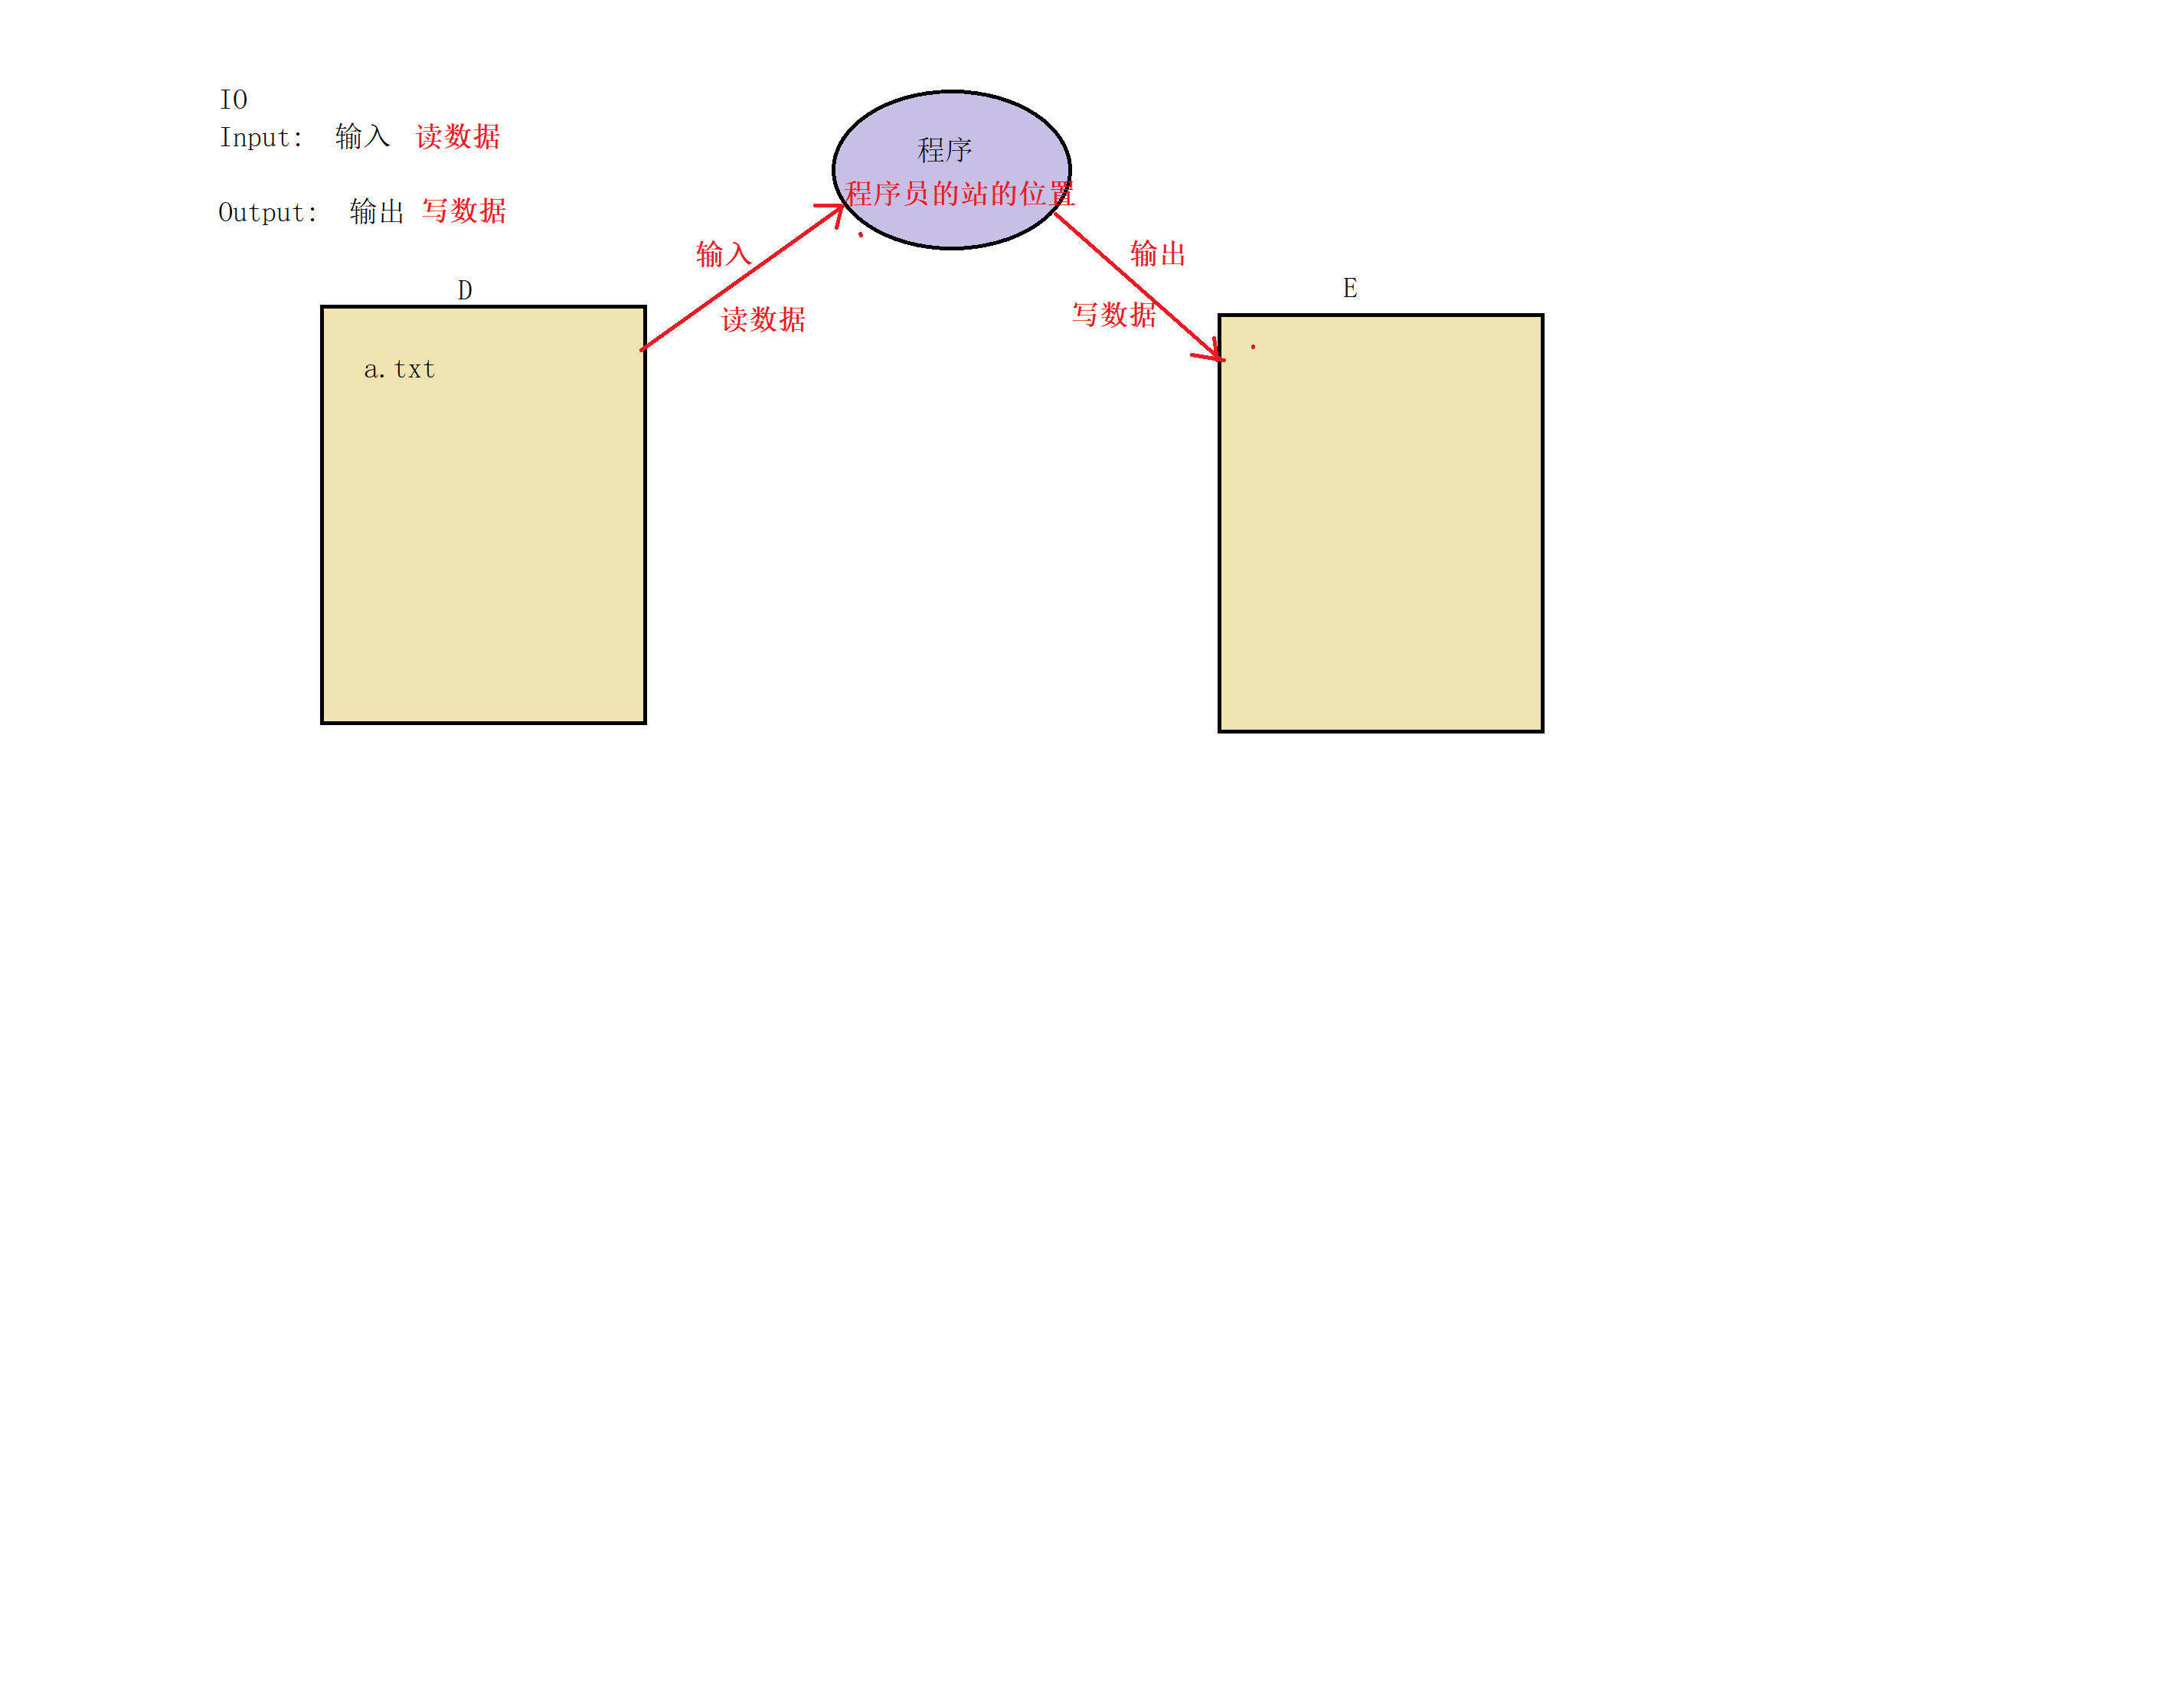 IO
Input: 输入 读数据
Output: 输出 写数据
程序
程序员的站的位置
输入
读数据
输出
写数据
D
a.txt
E